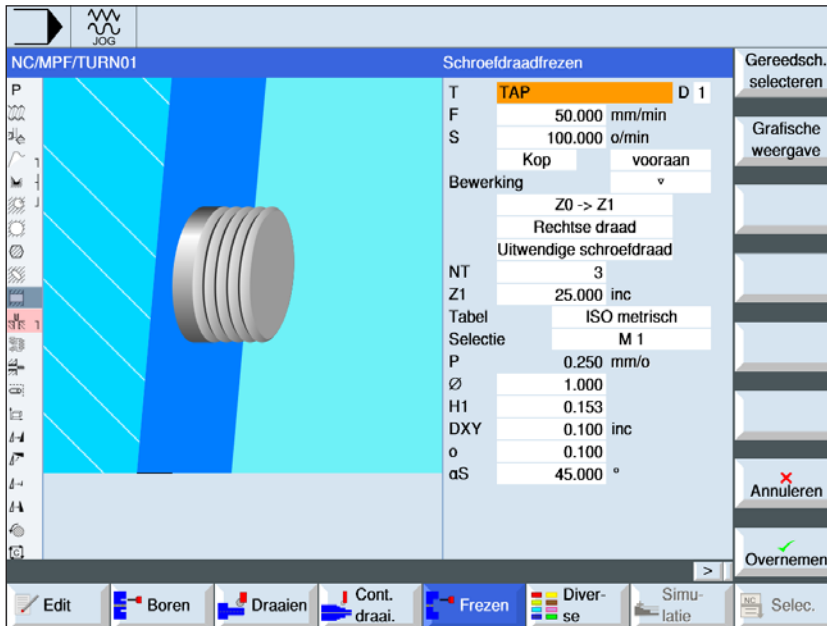 JOG
NC/MPF/TURN01
Schroefdraadfrezen
T TAP D 1
F 50.000 mm/min
S 100.000 o/min
Kop vooraan
Bewerking ▿
Z0 -> Z1
Rechtse draad
Uitwendige schroefdraad
NT 3
Z1 25.000 inc
Tabel ISO metrisch
Selectie M 1
P 0.250 mm/o
Ø 1.000
H1 0.153
DXY 0.100 inc
o 0.100
αS 45.000 °
P
C
Gereedsch.
selecteren
Grafische
weergave
Annuleren
Overnemen
>
Edit
Boren
Draaien
Cont.
draai.
Frezen
Diver-
se
Simu-
latie
NC
Selec.